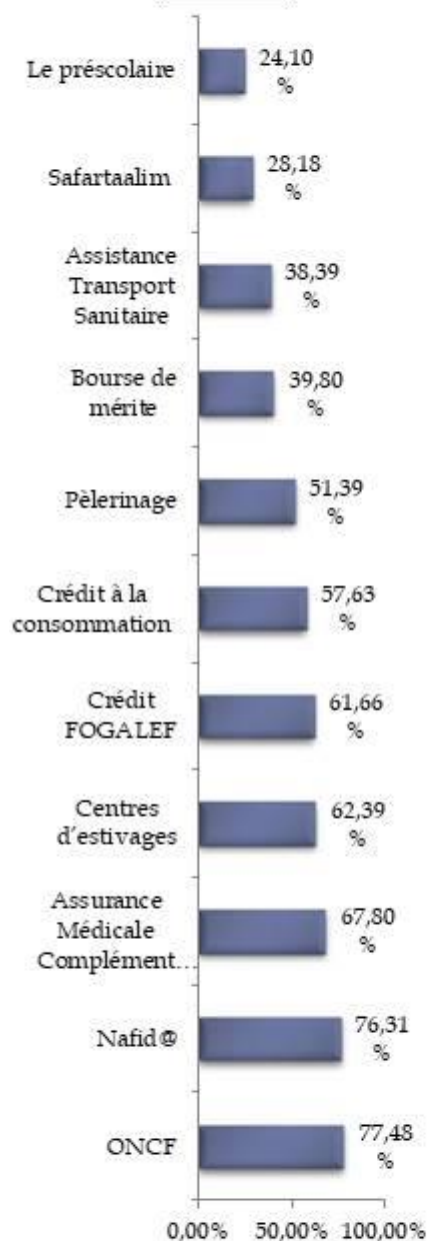 Le préscolaire
24,10
%
Safartaalim
28,18
%
Assistance
Transport
Sanitaire
38,39
%
Bourse de
mérite
39,80
%
Pèlerinage
51,39
%
Crédit à la
consommation
57,63
%
Crédit
FOGALEF
61,66
%
Centres
d'estivages
62,39
%
Assurance
Médicale
Complément…
67,80
%
Nafid@
76,31
%
ONCF
77,48
%
0,00% 50,00% 100,00%